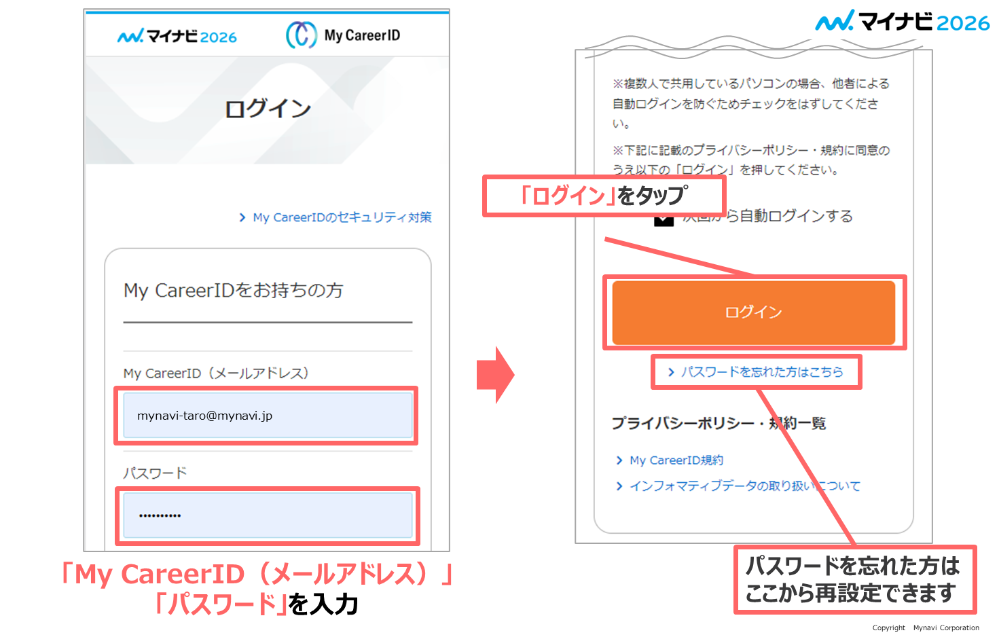 マイナビ2026
My CareerID
ログイン
My CareerIDのセキュリティ対策
My CareerIDをお持ちの方
My CareerID（メールアドレス）
mynavi-taro@mynavi.jp
パスワード
••••••••••
「My CareerID（メールアドレス）」
「パスワード」を入力
マイナビ2026
※複数人で共用しているパソコンの場合、他者による
自動ログインを防ぐためチェックをはずしてくださ
い。
※下記に記載のプライバシーポリシー・規約に同意の
うえ以下の「ログイン」を押してください。
「ログイン」をタップ
次回から自動ログインする
ログイン
パスワードを忘れた方はこちら
プライバシーポリシー・規約一覧
My CareerID規約
インフォマティブデータの取り扱いについて
パスワードを忘れた方は
ここから再設定できます
Copyright Mynavi Corporation